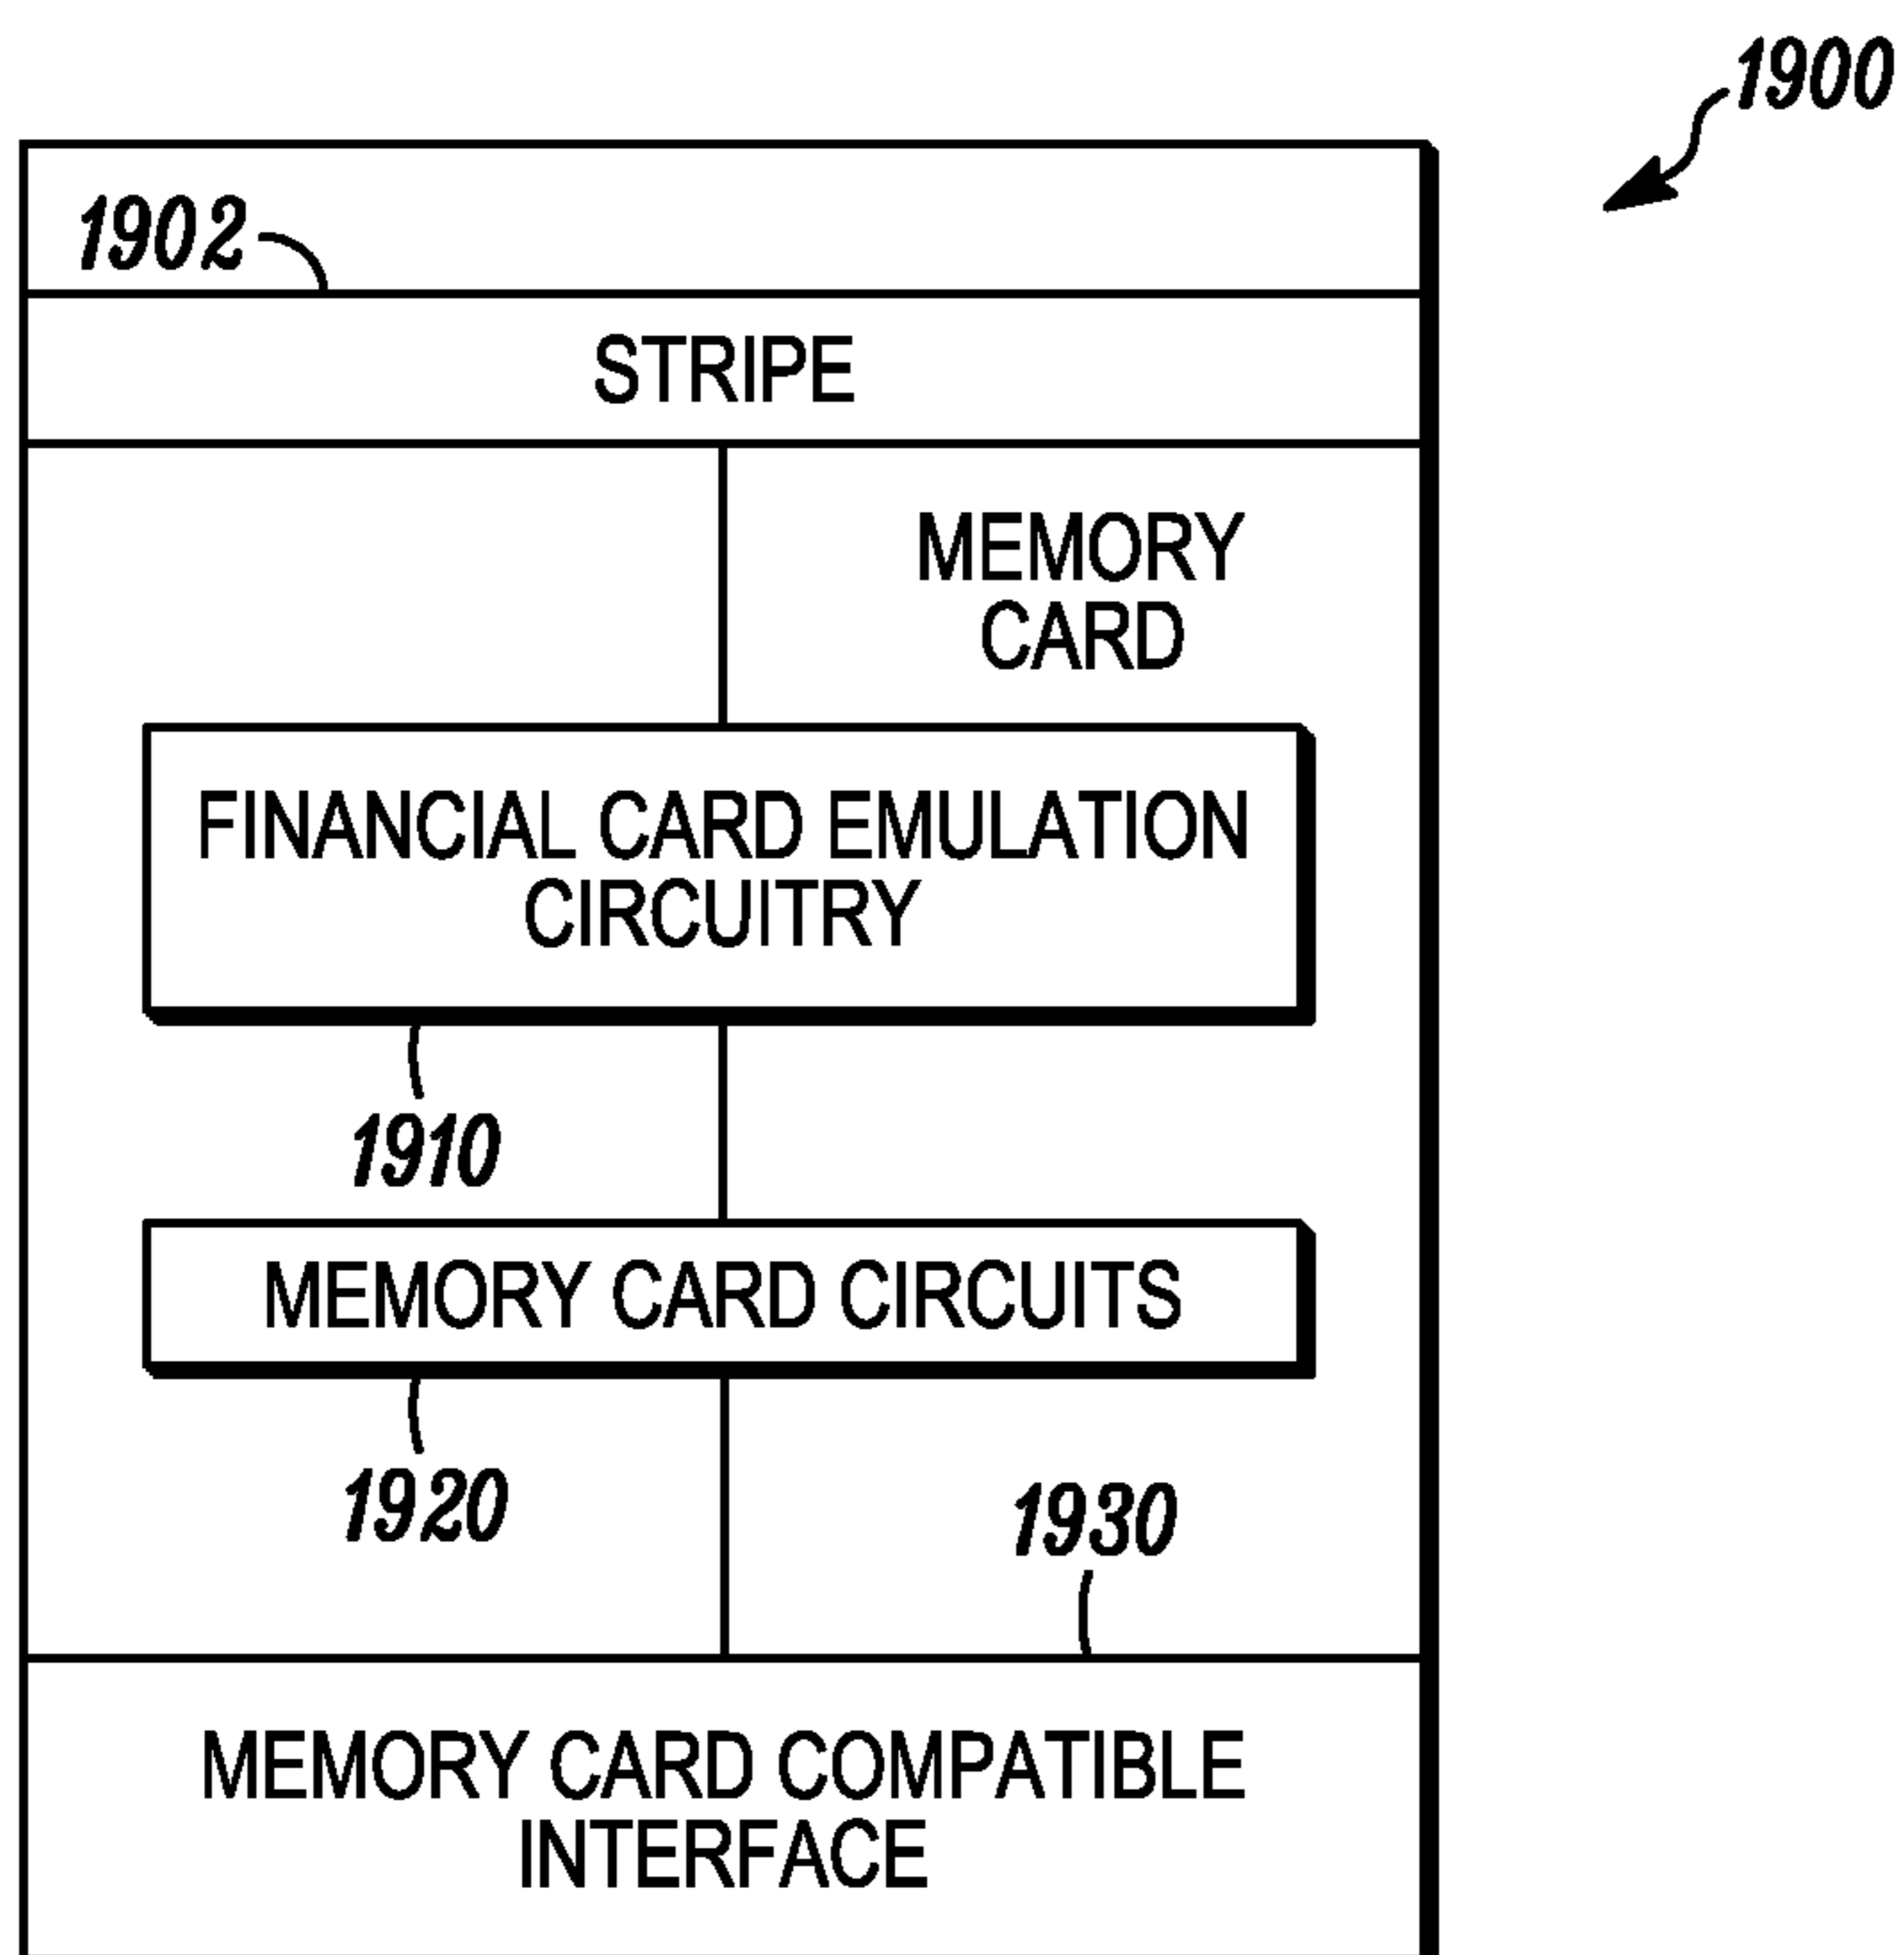 1900
1902
STRIPE
MEMORY
CARD
FINANCIAL CARD EMULATION
CIRCUITRY
1910
MEMORY CARD CIRCUITS
1920
1930
MEMORY CARD COMPATIBLE
INTERFACE